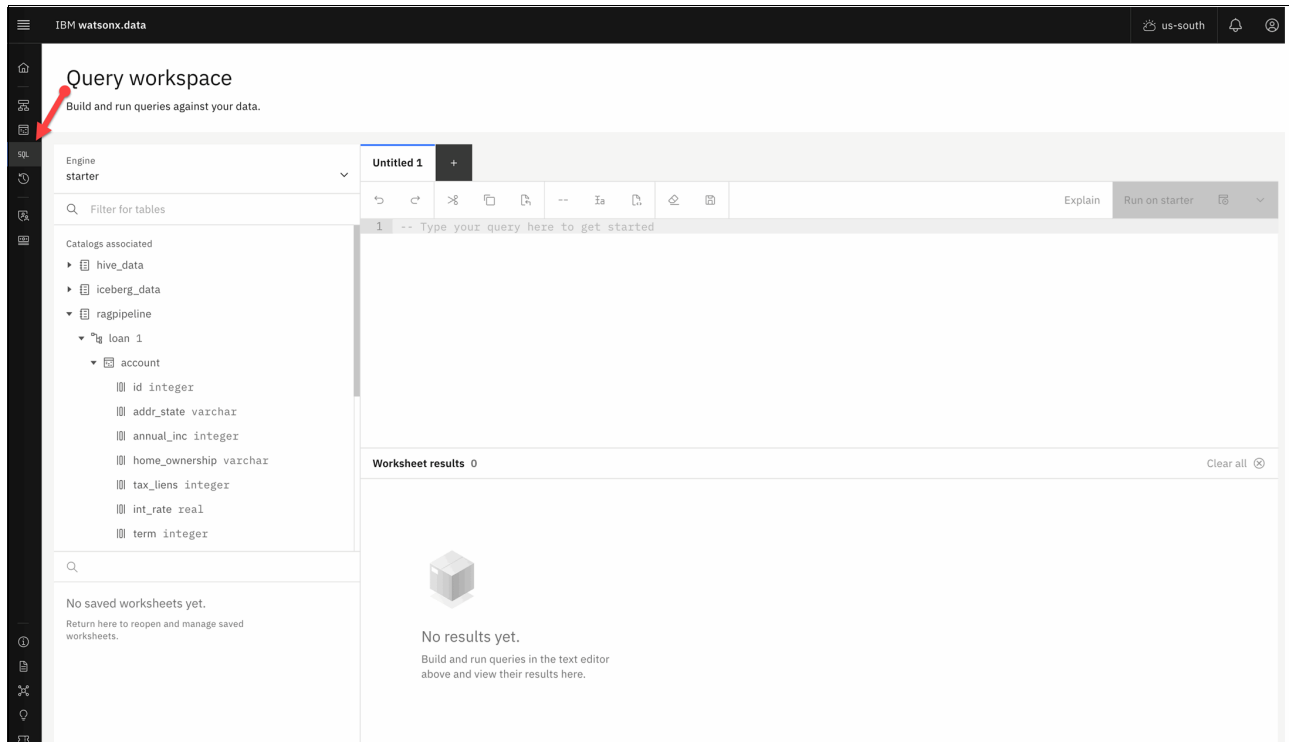 IBM watsonx.data
us-south
Query workspace
Build and run queries against your data.
SQL
Engine
starter
Filter for tables
Catalogs associated
hive_data
iceberg_data
ragpipeline
loan 1
account
id integer
addr_state varchar
annual_inc integer
home_ownership varchar
tax_liens integer
int_rate real
term integer
No saved worksheets yet.
Return here to reopen and manage saved
worksheets.
Untitled 1 +
Explain Run on starter
1 -- Type your query here to get started
Worksheet results 0 Clear all
No results yet.
Build and run queries in the text editor
above and view their results here.